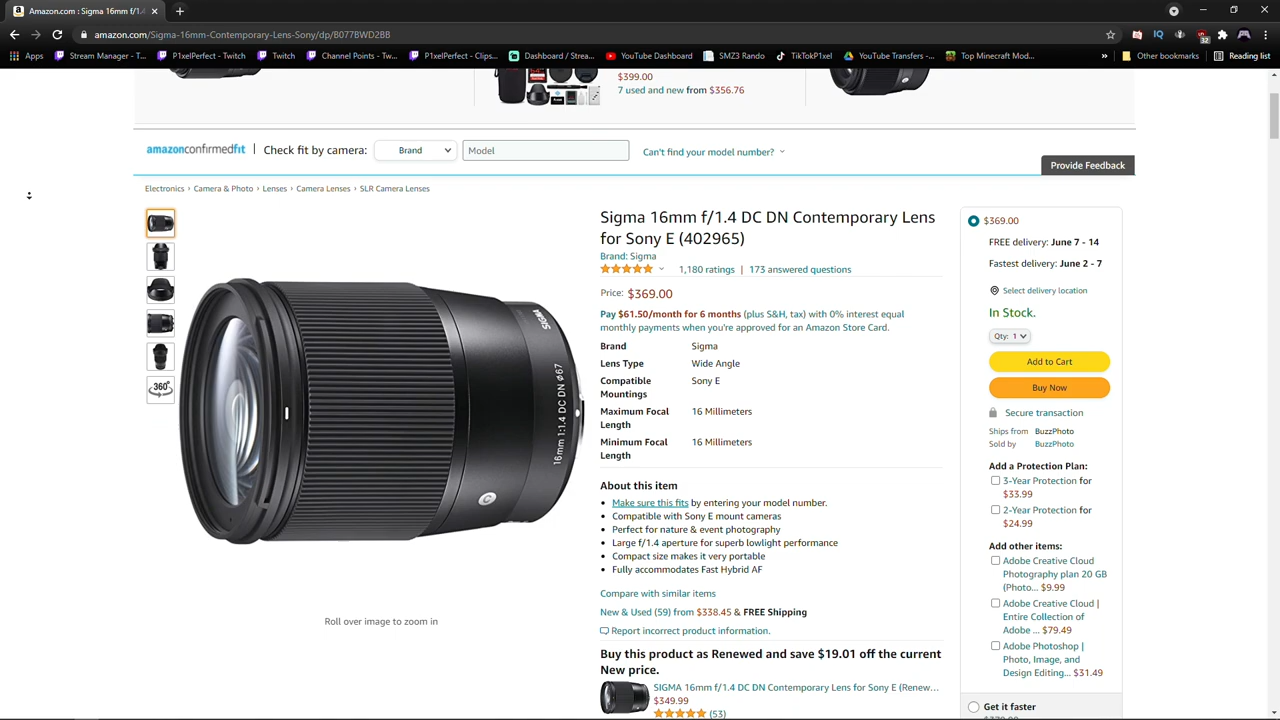 Amazon.com : Sigma 16mm f/1.4
amazon.com/Sigma-16mm-Contemporary-Lens-Sony/dp/B077BWD2BB
32
Apps
Stream Manager - T...
P1xelPerfect - Twitch
Twitch
Channel Points - Tw...
P1xelPerfect - Clips...
Dashboard / Strea...
YouTube Dashboard
SMZ3 Rando
TikTokP1xel
YouTube Transfers -...
Top Minecraft Mod...
Other bookmarks
Reading list
$399.00
7 used and new from $356.76
amazonconfirmedfit | Check fit by camera: Brand Model Can't find your model number?
Provide Feedback
Electronics › Camera & Photo › Lenses › Camera Lenses › SLR Camera Lenses
Sigma 16mm f/1.4 DC DN Contemporary Lens
for Sony E (402965)
Brand: Sigma
1,180 ratings | 173 answered questions
Price: $369.00
Pay $61.50/month for 6 months (plus S&H, tax) with 0% interest equal
monthly payments when you're approved for an Amazon Store Card.
Brand Sigma
Lens Type Wide Angle
Compatible Sony E
Mountings
Maximum Focal 16 Millimeters
Length
Minimum Focal 16 Millimeters
Length
About this item
• Make sure this fits by entering your model number.
• Compatible with Sony E mount cameras
• Perfect for nature & event photography
• Large f/1.4 aperture for superb lowlight performance
• Compact size makes it very portable
• Fully accommodates Fast Hybrid AF
Compare with similar items
New & Used (59) from $338.45 & FREE Shipping
Report incorrect product information.
Buy this product as Renewed and save $19.01 off the current
New price.
SIGMA 16mm f/1.4 DC DN Contemporary Lens for Sony E (Renew...
$349.99
(53)
360°
SIGMA
16mm 1:1.4 DC DN ø67
C
Roll over image to zoom in
$369.00
FREE delivery: June 7 - 14
Fastest delivery: June 2 - 7
Select delivery location
In Stock.
Qty: 1
Add to Cart
Buy Now
Secure transaction
Ships from BuzzPhoto
Sold by BuzzPhoto
Add a Protection Plan:
3-Year Protection for
$33.99
2-Year Protection for
$24.99
Add other items:
Adobe Creative Cloud
Photography plan 20 GB
(Photo... $9.99
Adobe Creative Cloud |
Entire Collection of
Adobe ... $79.49
Adobe Photoshop |
Photo, Image, and
Design Editing... $31.49
Get it faster